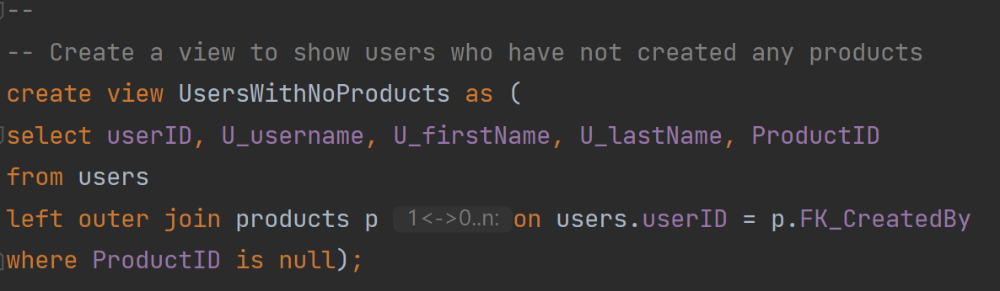 --
-- Create a view to show users who have not created any products
create view UsersWithNoProducts as (
select userID, U_username, U_firstName, U_lastName, ProductID
from users
left outer join products p 1<->0..n: on users.userID = p.FK_CreatedBy
where ProductID is null);